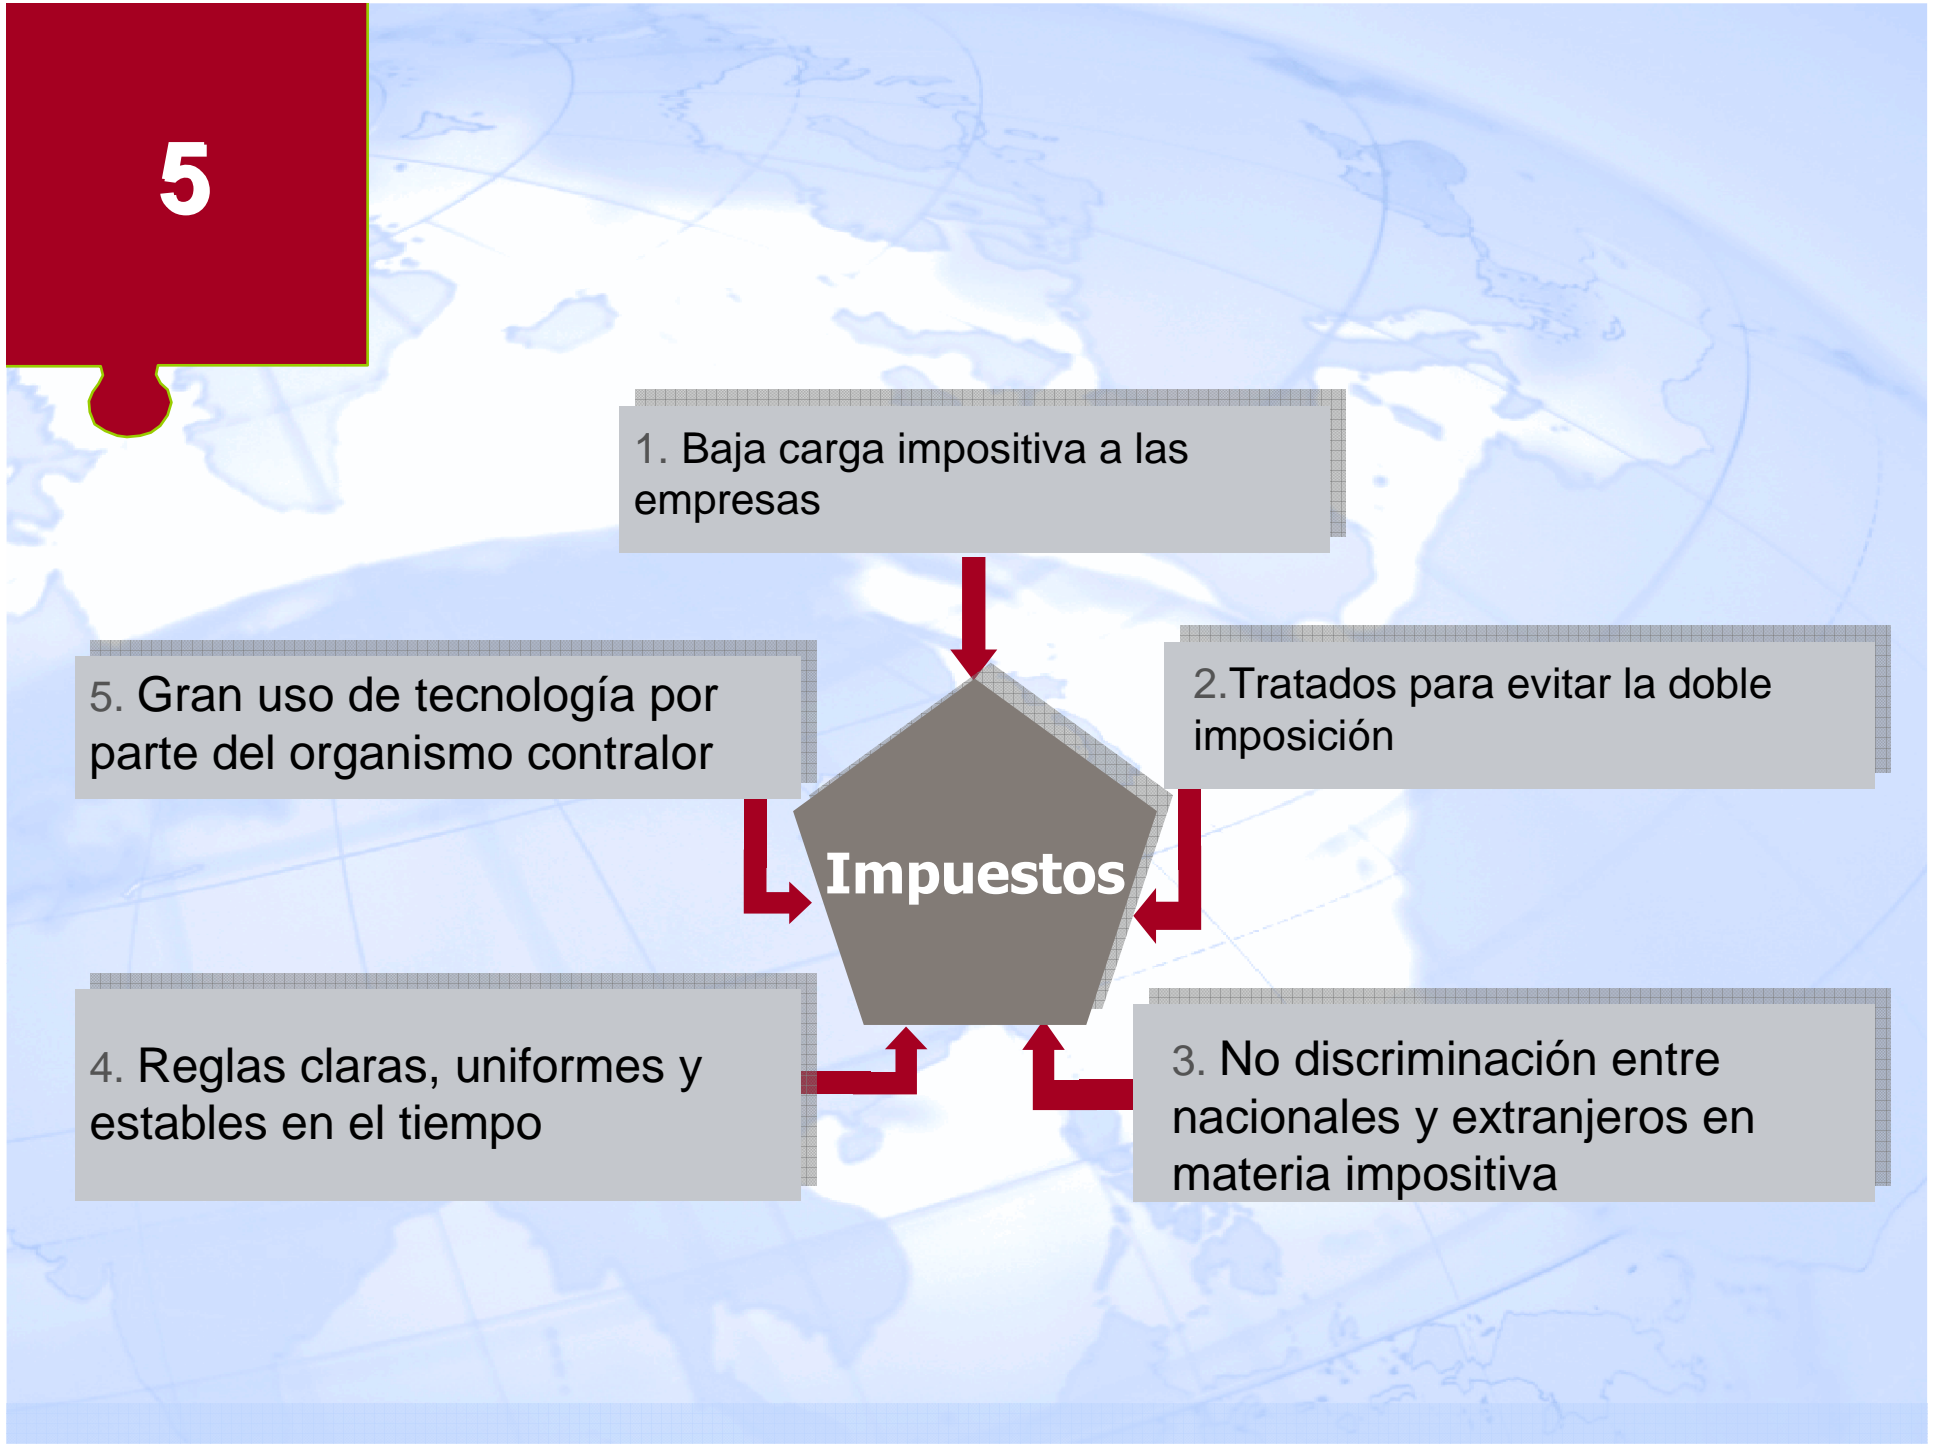 5
1. Baja carga impositiva a las
empresas
2.Tratados para evitar la doble
imposición
3. No discriminación entre
nacionales y extranjeros en
materia impositiva
4. Reglas claras, uniformes y
estables en el tiempo
5. Gran uso de tecnología por
parte del organismo contralor
Impuestos